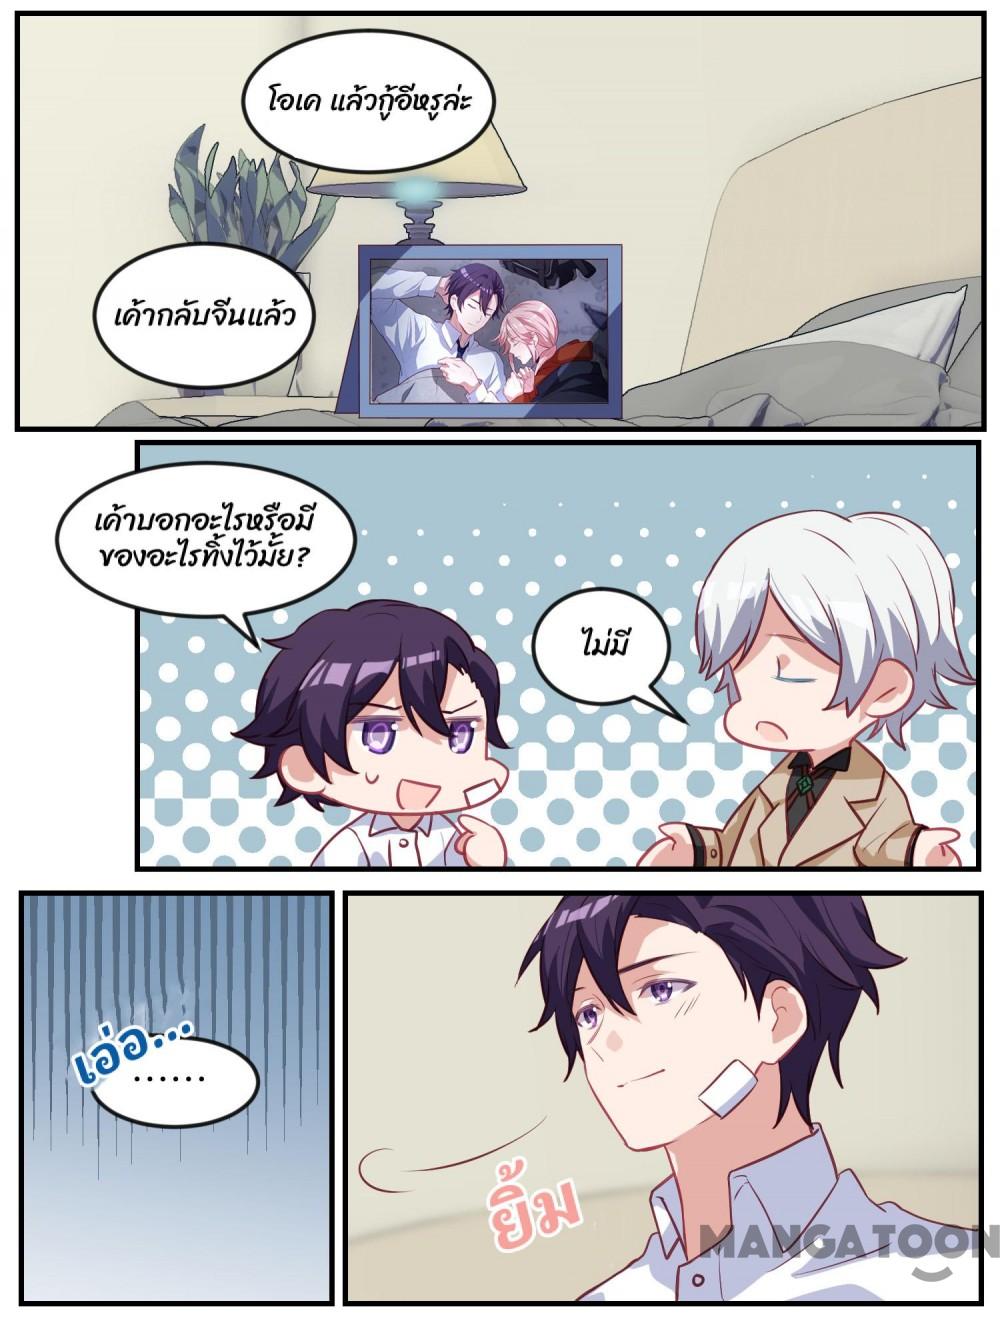 โอเค แล้วกู้อีหรูล่ะ
เค้ากลับจีนแล้ว
เค้าบอกอะไรหรือมี
ของอะไรทิ้งไว้มั้ย?
ไม่มี
เอ่อ...
......
ยิ้ม
MANGATOON